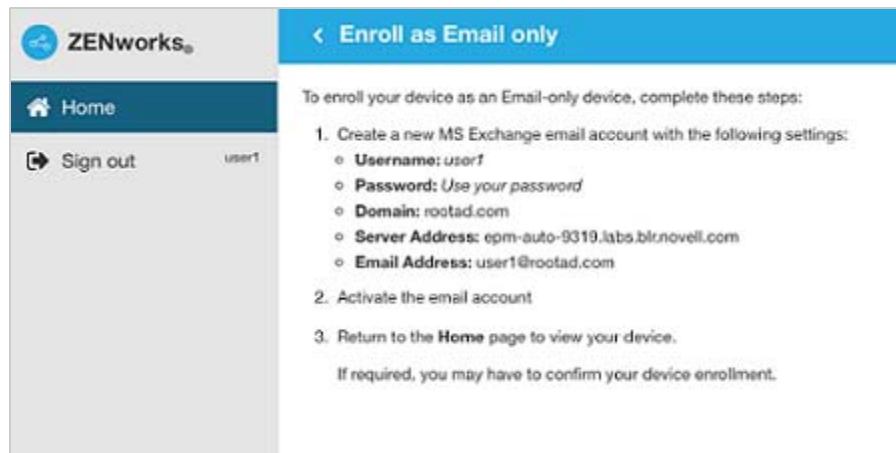 ZENworks®
Home
Sign out user1
< Enroll as Email only
To enroll your device as an Email-only device, complete these steps:
1. Create a new MS Exchange email account with the following settings:
Username: user1
Password: Use your password
Domain: rootad.com
Server Address: epm-auto-9319.labs.blr.novell.com
Email Address: user1@rootad.com
2. Activate the email account
3. Return to the Home page to view your device.
If required, you may have to confirm your device enrollment.